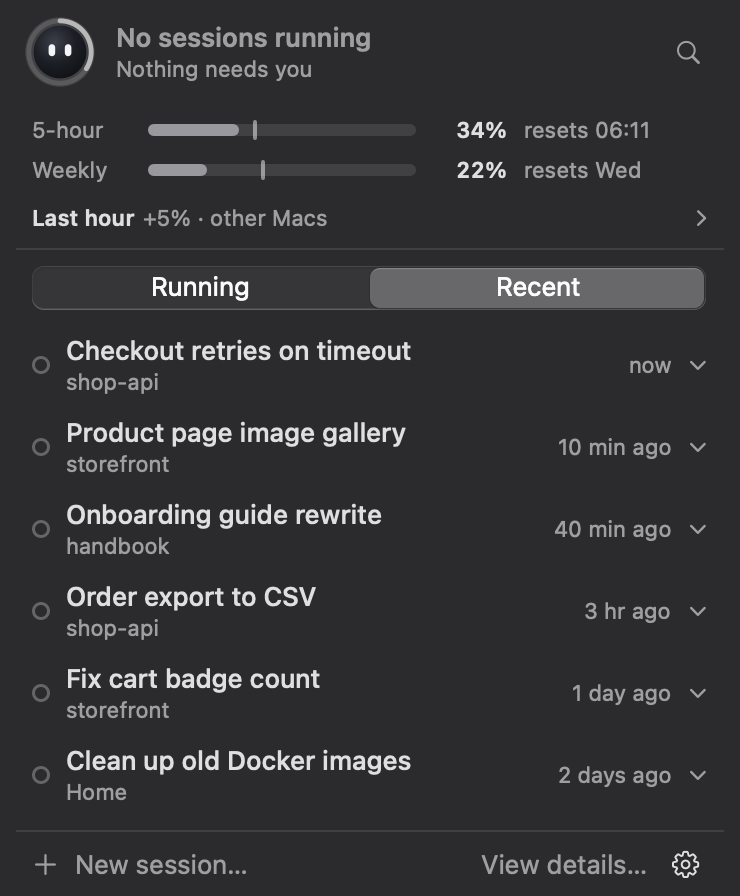 No sessions running
Nothing needs you
5-hour 34% resets 06:11
Weekly 22% resets Wed
Last hour +5% · other Macs
Running Recent
Checkout retries on timeout
shop-api
now
Product page image gallery
storefront
10 min ago
Onboarding guide rewrite
handbook
40 min ago
Order export to CSV
shop-api
3 hr ago
Fix cart badge count
storefront
1 day ago
Clean up old Docker images
Home
2 days ago
New session... View details...